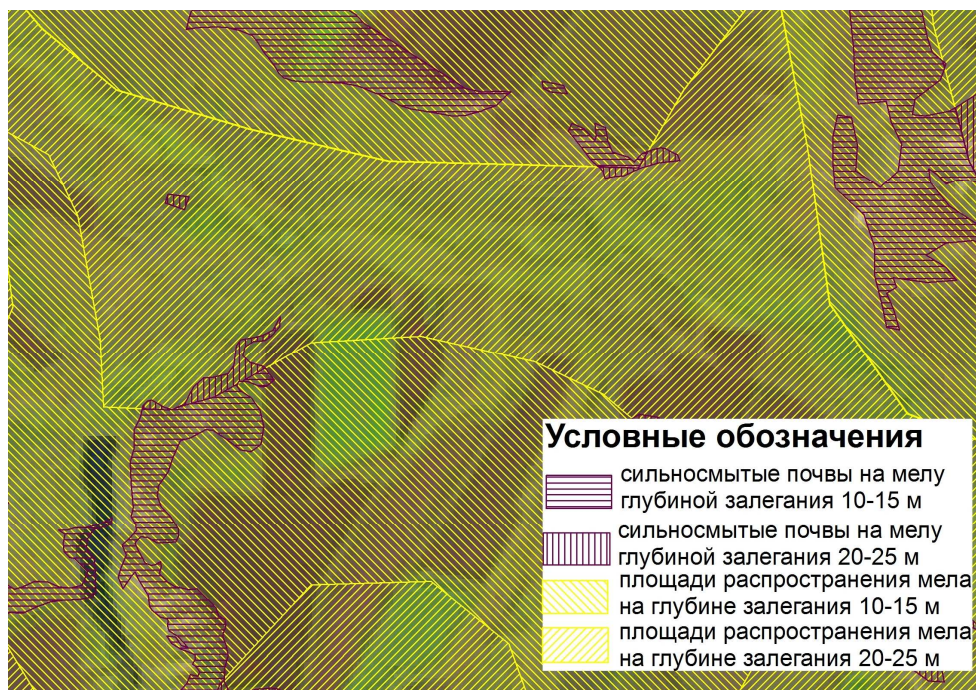 Условные обозначения
сильносмытые почвы на мелу
глубиной залегания 10-15 м
сильносмытые почвы на мелу
глубиной залегания 20-25 м
площади распространения мела
на глубине залегания 10-15 м
площади распространения мела
на глубине залегания 20-25 м